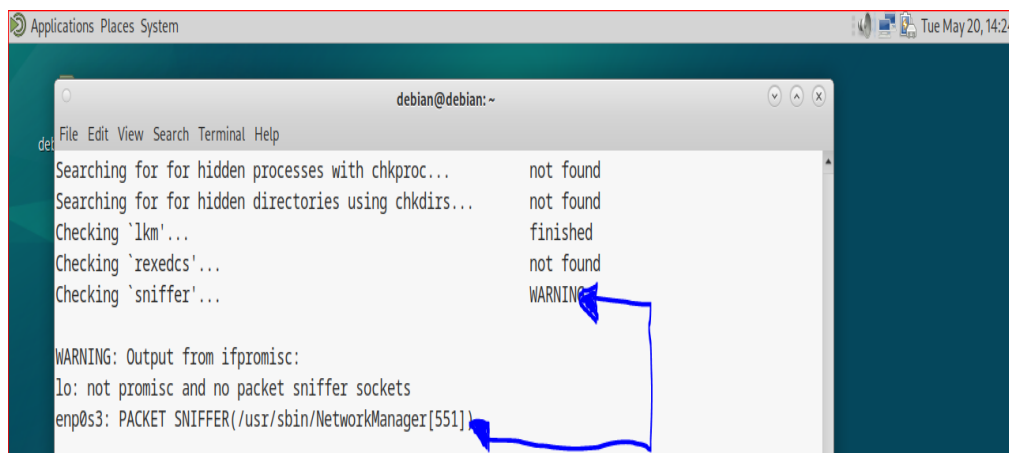 Applications Places System Tue May 20, 14:24
debian@debian: ~
File Edit View Search Terminal Help
Searching for for hidden processes with chkproc... not found
Searching for for hidden directories using chkdirs... not found
Checking `lkm'... finished
Checking `rexedcs'... not found
Checking `sniffer'... WARNING
WARNING: Output from ifpromisc:
lo: not promisc and no packet sniffer sockets
enp0s3: PACKET SNIFFER(/usr/sbin/NetworkManager[551])